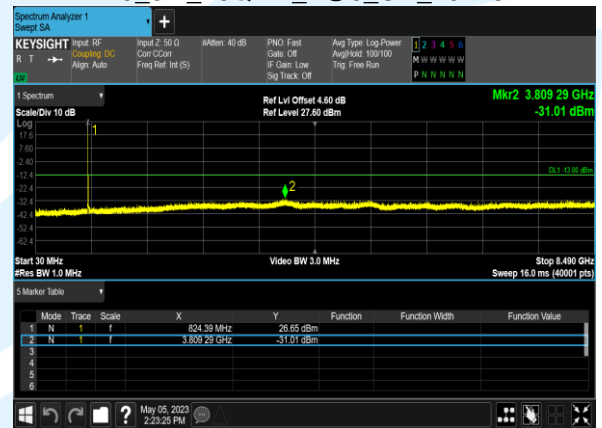 Spectrum Analyzer 1
Swept SA
+
KEYSIGHT Input: RF Input Z: 50 Ω #Atten: 40 dB PNO: Fast Avg Type: Log-Power 1 2 3 4 5 6
R T Coupling: DC Corr CCorr Gate: Off Avg|Hold: 100/100 M W W W W W
Align: Auto Freq Ref: Int (S) IF Gain: Low Trig: Free Run
Sig Track: Off P N N N N N
1 Spectrum
Ref Lvl Offset 4.60 dB Mkr2 3.809 29 GHz
Scale/Div 10 dB Ref Level 27.60 dBm -31.01 dBm
Log
1
17.6
7.60
-2.40
DL1 -13.00 dBm
-12.4
2
-22.4
-32.4
-42.4
-52.4
-62.4
Start 30 MHz Video BW 3.0 MHz Stop 8.490 GHz
#Res BW 1.0 MHz Sweep 16.0 ms (40001 pts)
5 Marker Table
Mode Trace Scale X Y Function Function Width Function Value
1 N 1 f 824.39 MHz 26.65 dBm
2 N 1 f 3.809 29 GHz -31.01 dBm
3
4
5
6
? May 05, 2023
2:23:25 PM